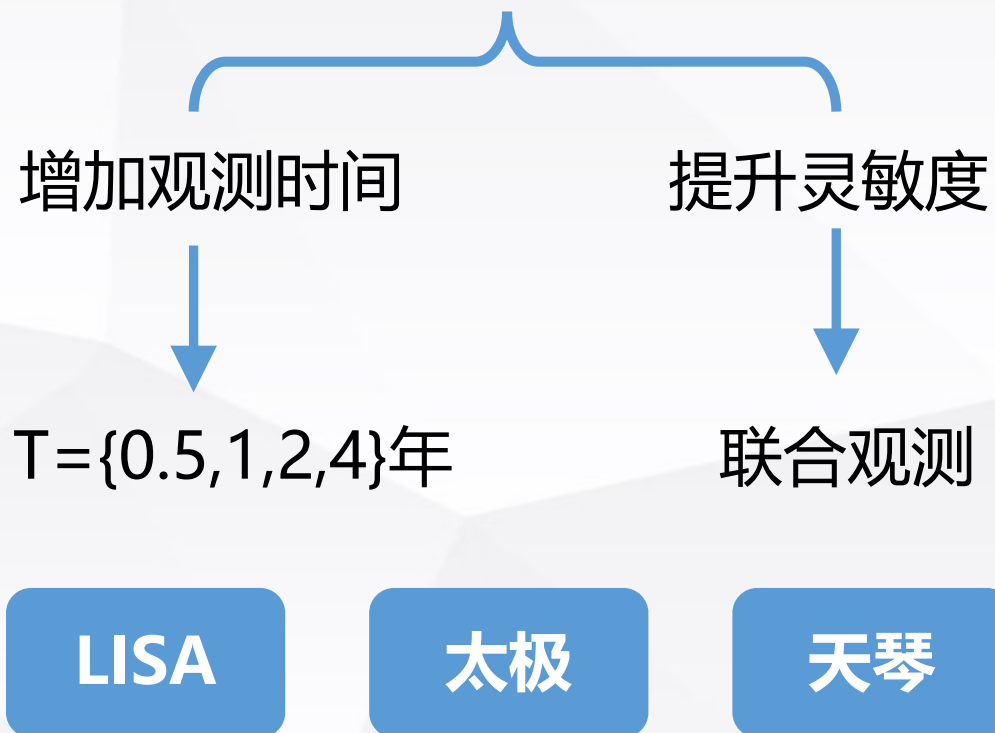 增加观测时间 提升灵敏度
T={0.5,1,2,4}年 联合观测
LISA 太极 天琴